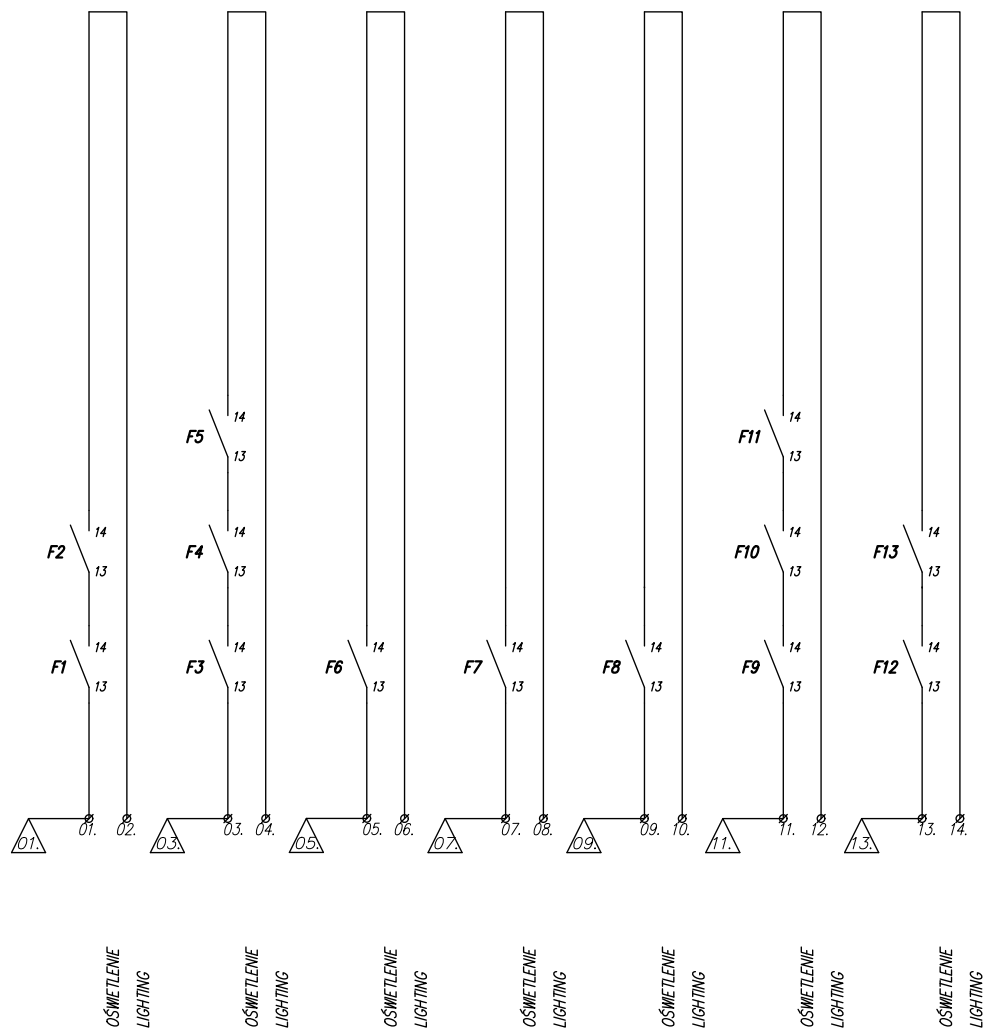 14
14
F5
F11
13
13
14
14
14
14
F2
F4
F10
F13
13
13
13
13
14
14
14
14
14
14
F1
F3
F6
F7
F8
F9
F12
13
13
13
13
13
13
13
01.
02.
03.
04.
05.
06.
07.
08.
09.
10.
11.
12.
13.
14.
01.
03.
05.
07.
09.
11.
13.
OŚWIETLENIE
LIGHTING
OŚWIETLENIE
LIGHTING
OŚWIETLENIE
LIGHTING
OŚWIETLENIE
LIGHTING
OŚWIETLENIE
LIGHTING
OŚWIETLENIE
LIGHTING
OŚWIETLENIE
LIGHTING